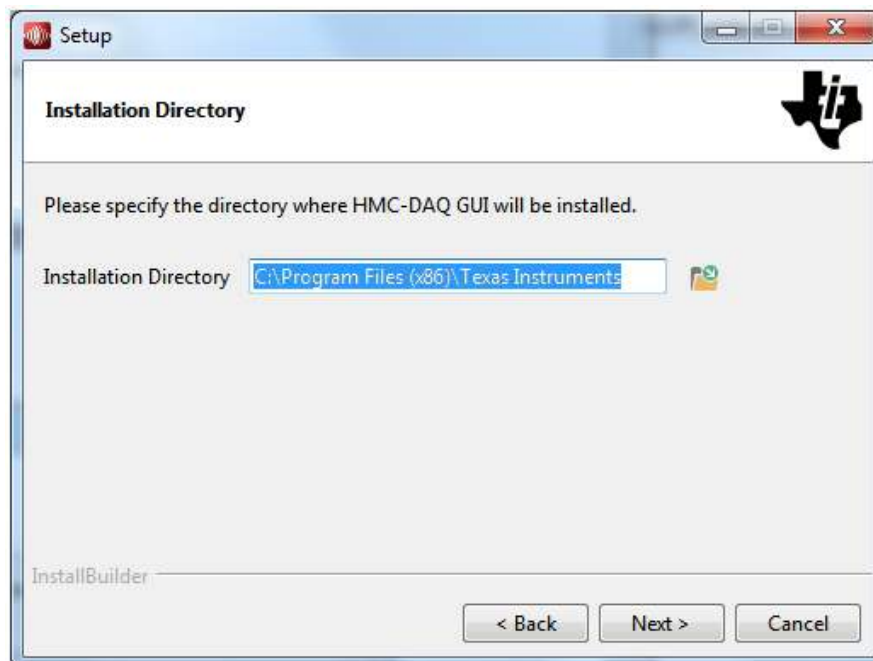 Setup
Installation Directory
Please specify the directory where HMC-DAQ GUI will be installed.
Installation Directory C:\Program Files (x86)\Texas Instruments
InstallBuilder
< Back Next > Cancel